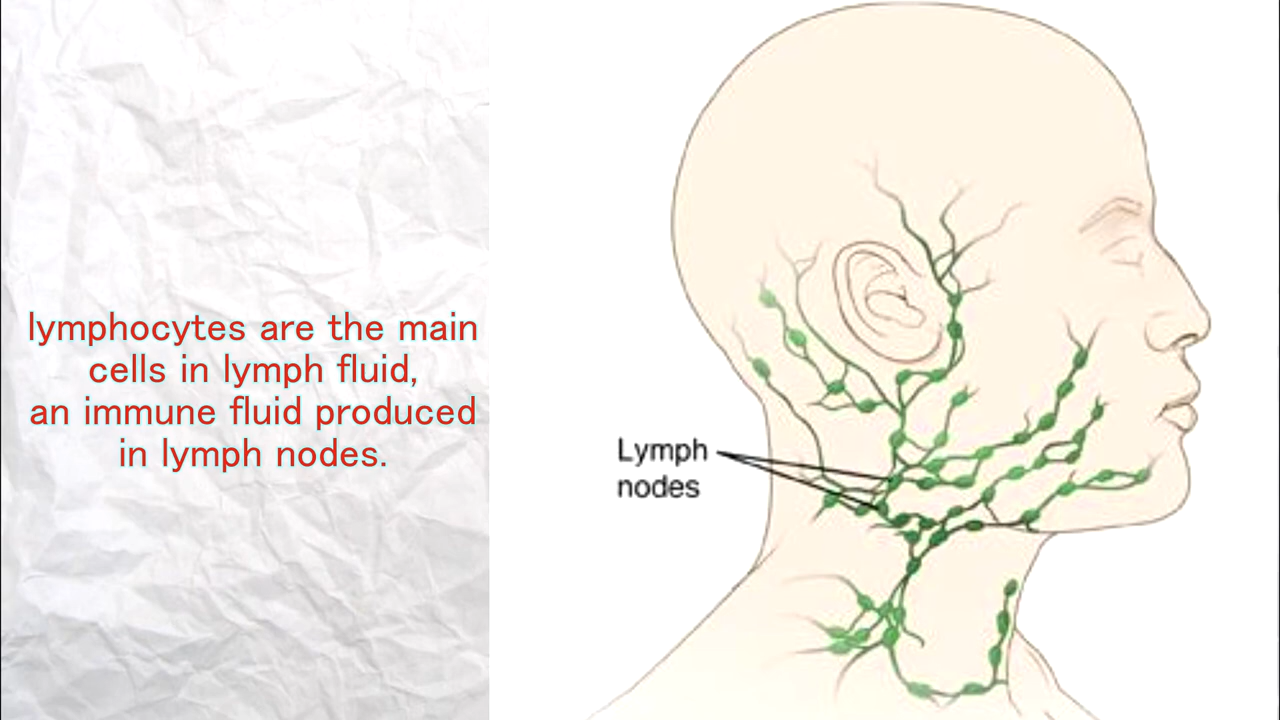 lymphocytes are the main
cells in lymph fluid,
an immune fluid produced
in lymph nodes.
Lymph
nodes